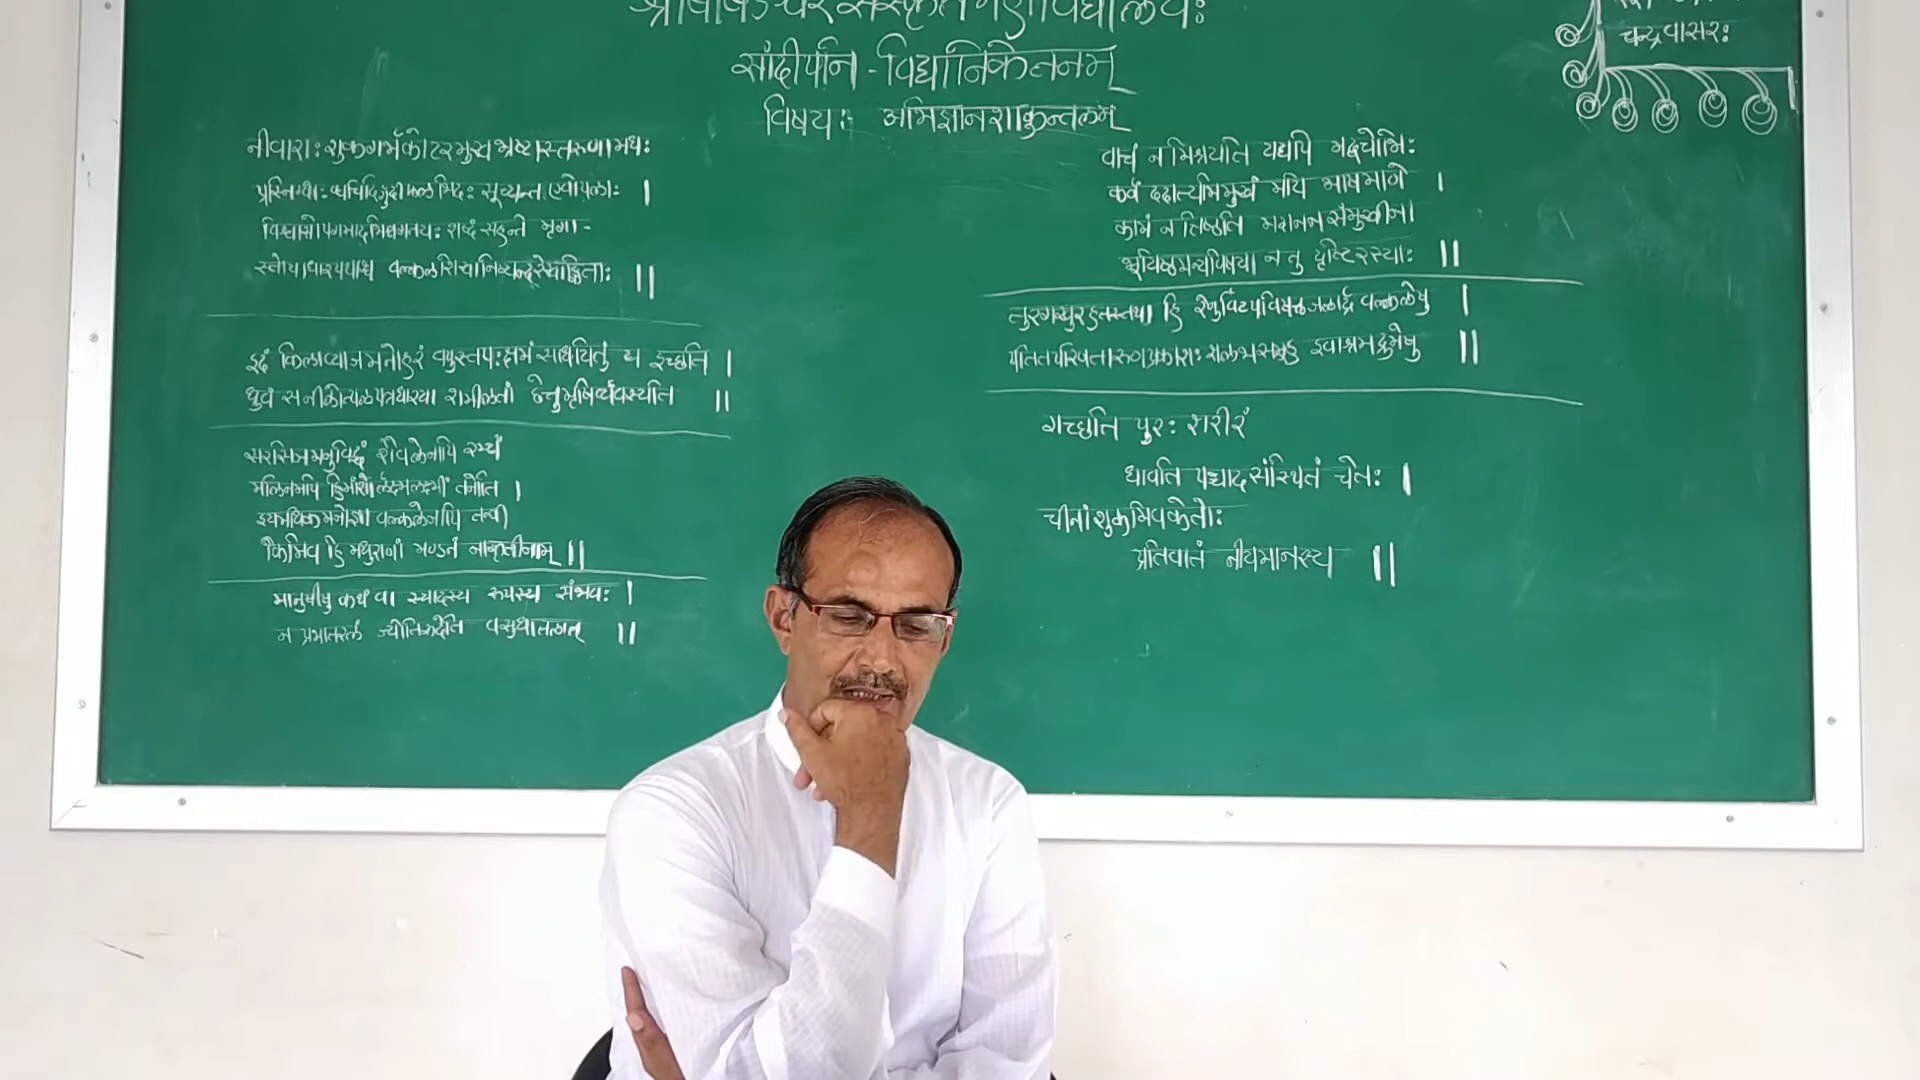 सांदीपनि - विद्यानिकेतनम्
विषयः अभिज्ञानशाकुन्तलम्
चन्द्रवासरः
नीवाराः शुकगर्भकोटरमुखभ्रष्टास्तरुणामधः
प्रस्निग्धाः क्वचिदिङ्गुदीफलभिदः सूच्यन्त एवोपलाः ।
विश्वासोपगमादभिन्नगतयः शब्दं सहन्ते मृगा -
स्तोयाधारपथाश्च वल्कलशिखानिष्यन्दरेखाङ्किताः ॥
इदं किलाव्याजमनोहरं वपुस्तपःक्षमं साधयितुं य इच्छति ।
ध्रुवं स नीलोत्पलपत्रधारया शमीलतां छेत्तुमृषिर्व्यवस्यति ॥
सरसिजमनुविद्धं शैवलेनापि रम्यं
मलिनमपि हिमांशोर्लक्ष्म लक्ष्मीं तनोति ।
इयमधिकमनोज्ञा वल्कलेनापि तन्वी
किमिव हि मधुराणां मण्डनं नाकृतीनाम् ॥
मानुषीषु कथं वा स्यादस्य रूपस्य संभवः ।
न प्रभातरलं ज्योतिरुदेति वसुधातलात् ॥
वाचं न मिश्रयति यद्यपि मद्वचोभिः
कर्णं ददात्यभिमुखं मयि भाषमाणे ।
कामं न तिष्ठति मदाननसंमुखीना
भूयिष्ठमन्यविषया न तु दृष्टिरस्याः ॥
तुरगखुरहतस्तथा हि रेणुर्विटपविषक्तजलार्द्रवल्कलेषु ।
पतति परिणतारुणप्रकाशः शलभसमूह इवाश्रमद्रुमेषु ॥
गच्छति पुरः शरीरं
धावति पश्चादसंस्थितं चेतः ।
चीनांशुकमिव केतोः
प्रतिवातं नीयमानस्य ॥